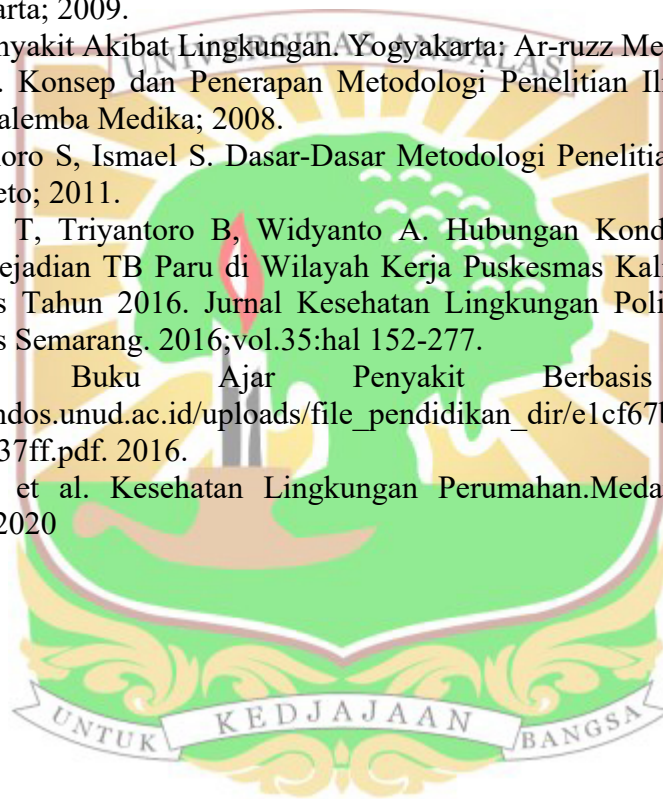 arta; 2009.
nyakit Akibat Lingkungan. Yogyakarta: Ar-ruzz Me
UNIVERSITAS ANDALAS
. Konsep dan Penerapan Metodologi Penelitian Il
alemba Medika; 2008.
oro S, Ismael S. Dasar-Dasar Metodologi Penelitia
eto; 2011.
T, Triyantoro B, Widyanto A. Hubungan Kond
ejadian TB Paru di Wilayah Kerja Puskesmas Kal
s Tahun 2016. Jurnal Kesehatan Lingkungan Poli
s Semarang. 2016;vol.35:hal 152-277.
Buku Ajar Penyakit Berbasis
ndos.unud.ac.id/uploads/file_pendidikan_dir/e1cf67b
37ff.pdf. 2016.
et al. Kesehatan Lingkungan Perumahan.Meda
2020
UNTUK KEDJAJAAN BANGSA